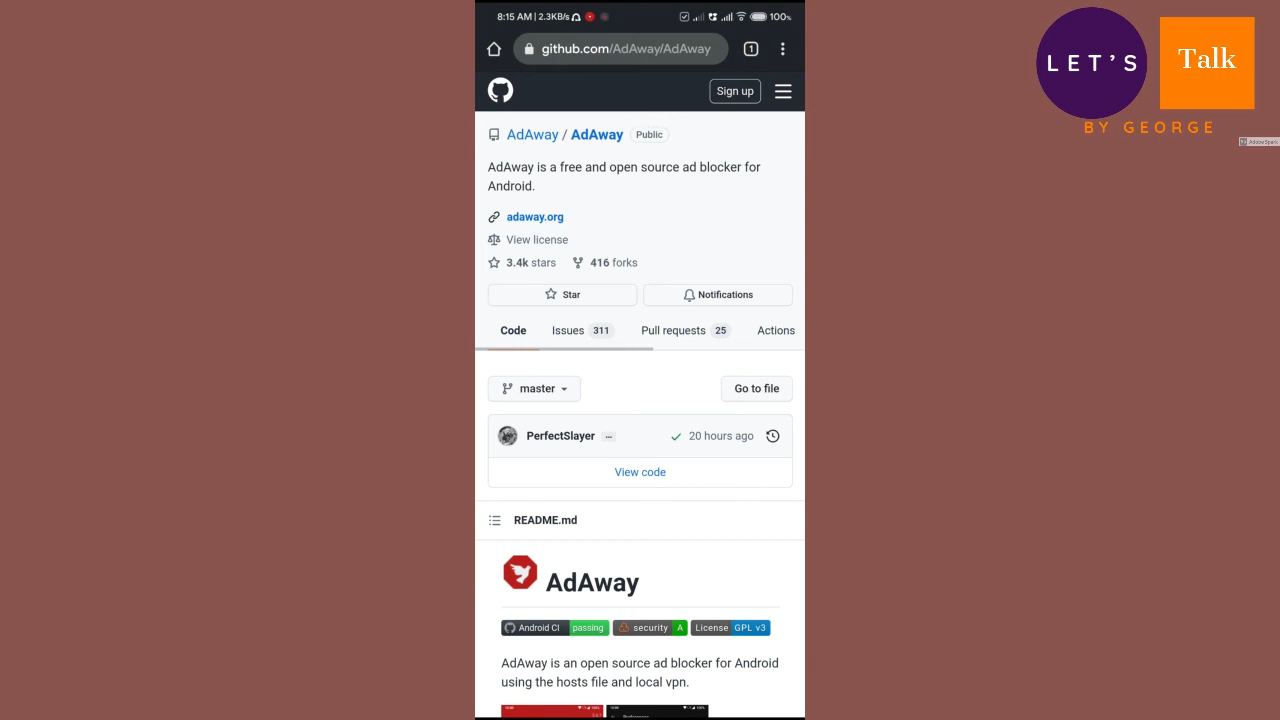 8:15 AM | 2.3KB/s
100%
github.com/AdAway/AdAway
1
Sign up
AdAway / AdAway Public
AdAway is a free and open source ad blocker for
Android.
adaway.org
View license
3.4k stars 416 forks
Star Notifications
Code Issues 311 Pull requests 25 Actions
master Go to file
PerfectSlayer ... 20 hours ago
View code
README.md
AdAway
Android CI passing security A License GPL v3
AdAway is an open source ad blocker for Android
using the hosts file and local vpn.
LET'S
Talk
BY GEORGE
Adobe Spark